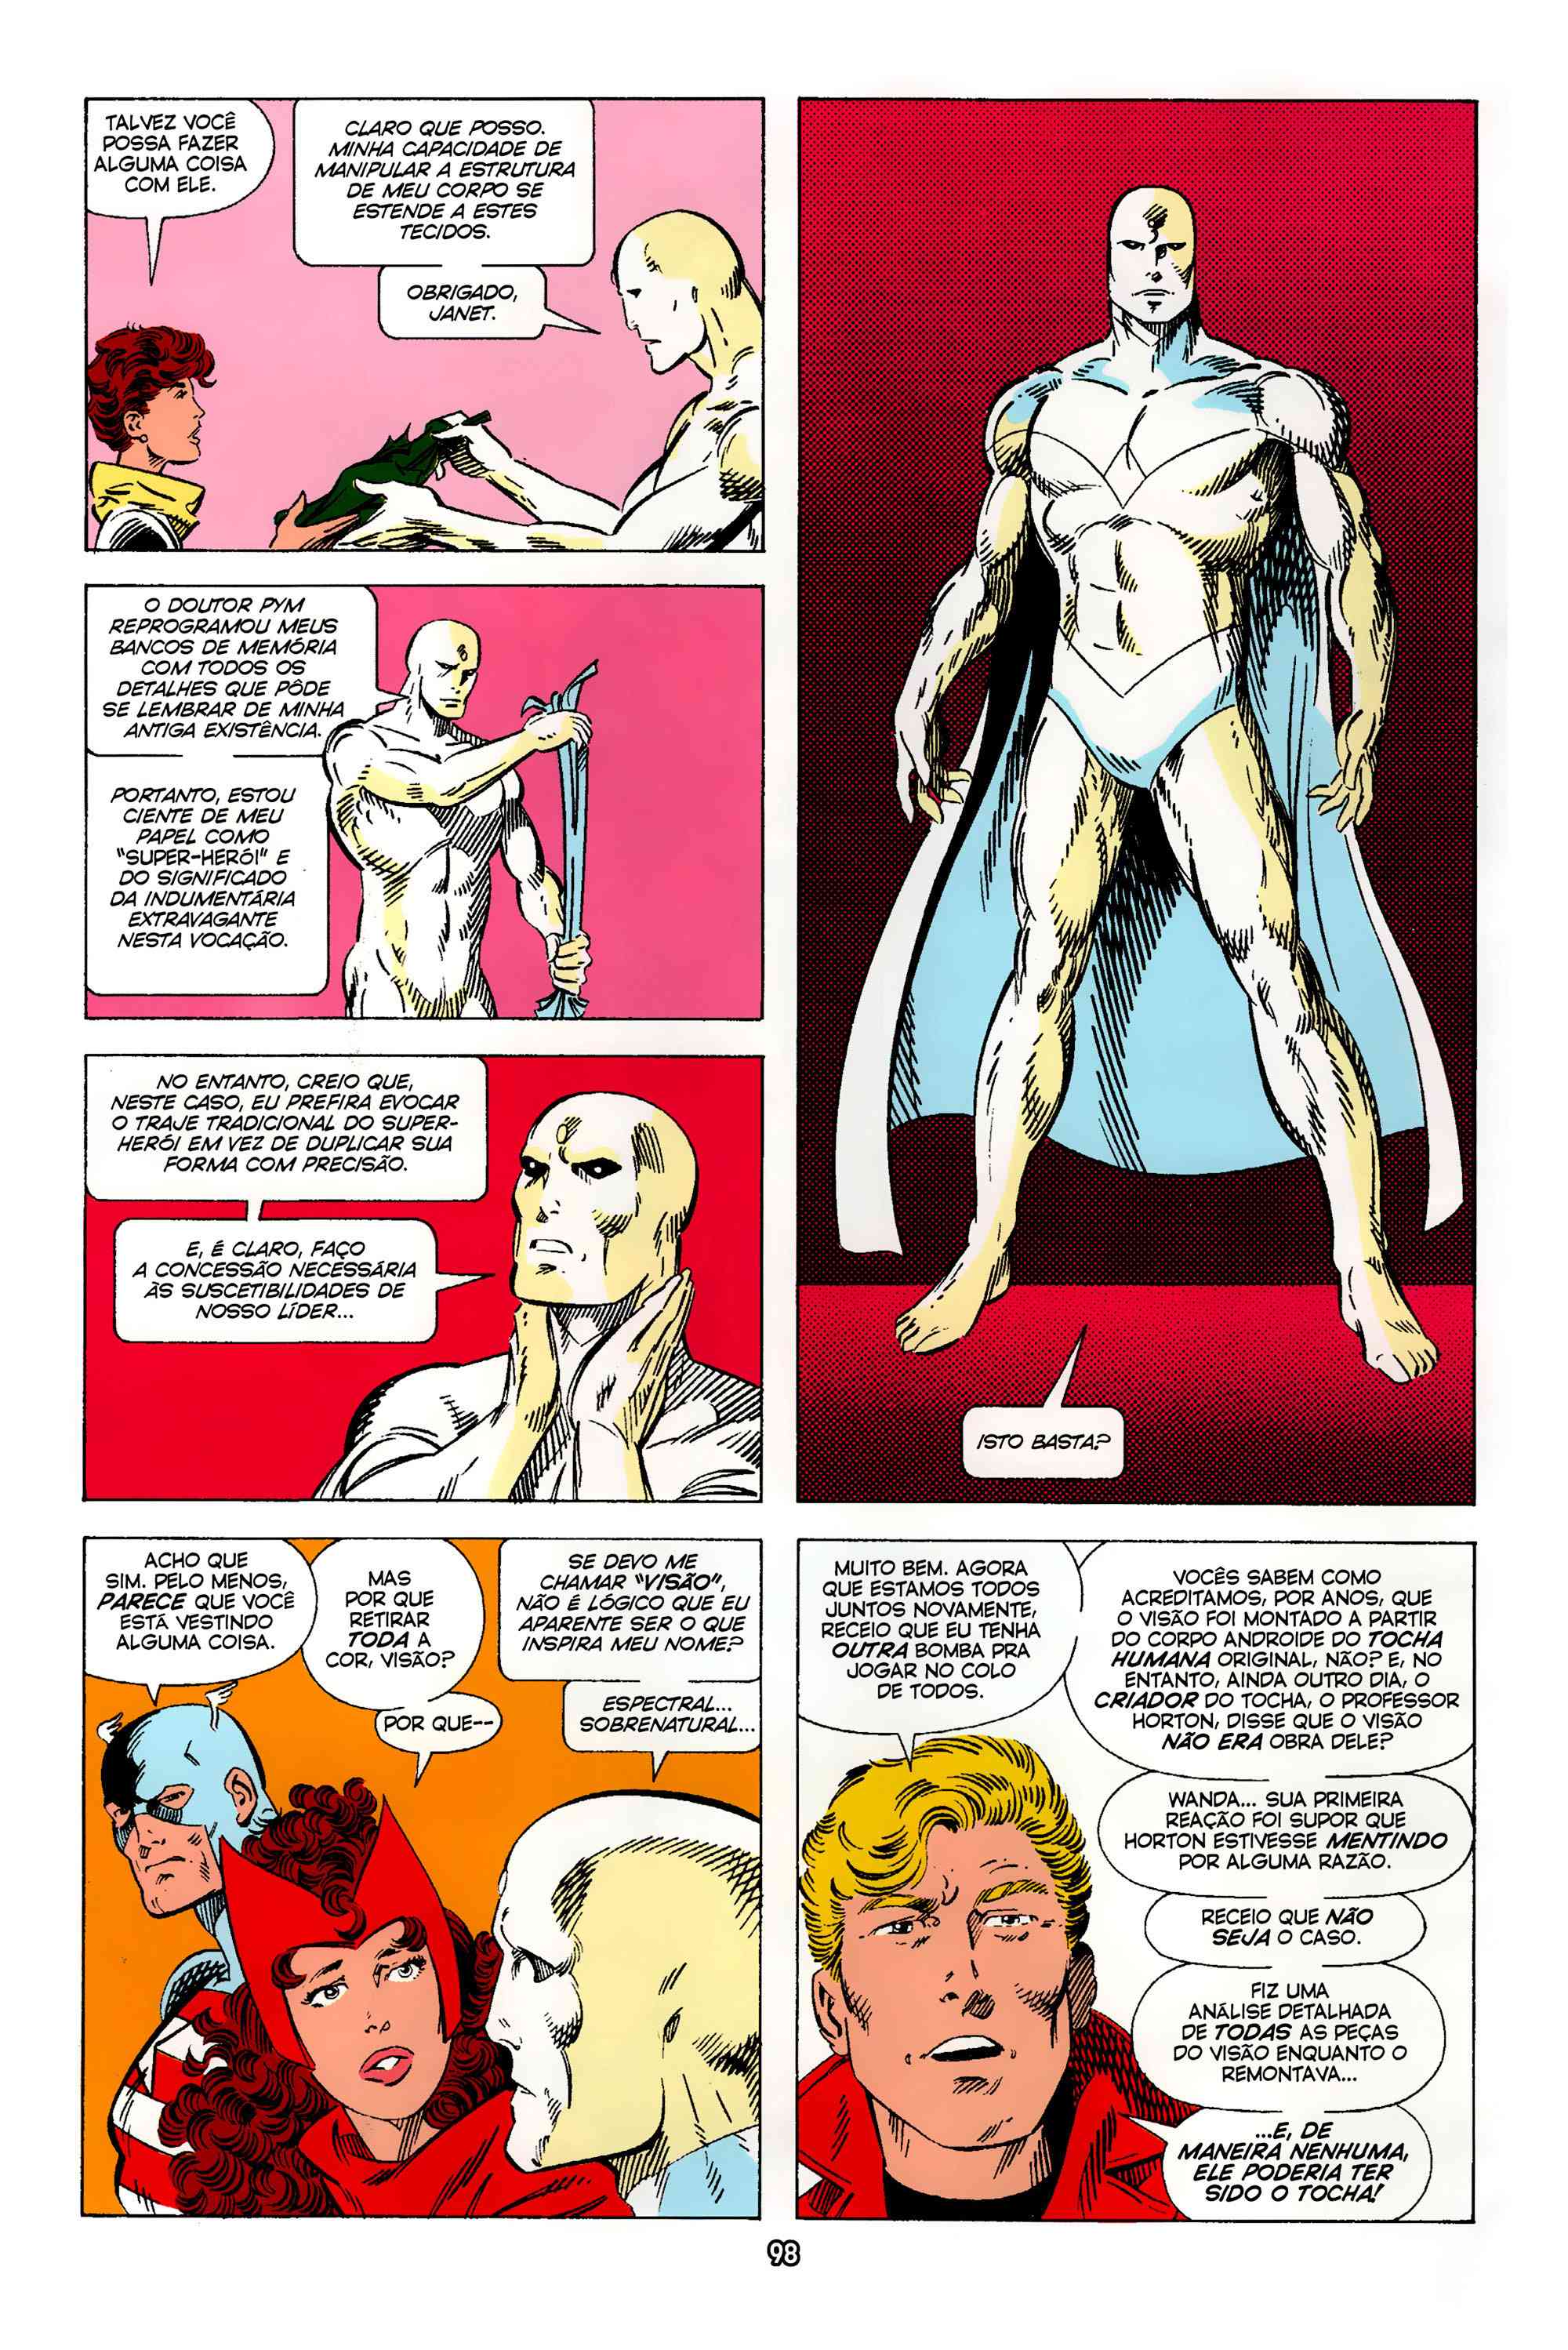 TALVEZ VOCÊ
POSSA FAZER
ALGUMA COISA
COM ELE.
CLARO QUE POSSO.
MINHA CAPACIDADE DE
MANIPULAR A ESTRUTURA
DE MEU CORPO SE
ESTENDE A ESTES
TECIDOS.
OBRIGADO,
JANET.
O DOUTOR PYM
REPROGRAMOU MEUS
BANCOS DE MEMÓRIA
COM TODOS OS
DETALHES QUE PÔDE
SE LEMBRAR DE MINHA
ANTIGA EXISTÊNCIA.
PORTANTO, ESTOU
CIENTE DE MEU
PAPEL COMO
"SUPER-HERÓI" E
DO SIGNIFICADO
DA INDUMENTÁRIA
EXTRAVAGANTE
NESTA VOCAÇÃO.
NO ENTANTO, CREIO QUE,
NESTE CASO, EU PREFIRA EVOCAR
O TRAJE TRADICIONAL DO SUPER-
HERÓI EM VEZ DE DUPLICAR SUA
FORMA COM PRECISÃO.
E, É CLARO, FAÇO
A CONCESSÃO NECESSÁRIA
ÀS SUSCETIBILIDADES DE
NOSSO LÍDER...
ISTO BASTA?
ACHO QUE
SIM. PELO MENOS,
PARECE QUE VOCÊ
ESTÁ VESTINDO
ALGUMA COISA.
MAS
POR QUE
RETIRAR
TODA A
COR, VISÃO?
POR QUE--
SE DEVO ME
CHAMAR "VISÃO",
NÃO É LÓGICO QUE EU
APARENTE SER O QUE
INSPIRA MEU NOME?
ESPECTRAL...
SOBRENATURAL...
MUITO BEM. AGORA
QUE ESTAMOS TODOS
JUNTOS NOVAMENTE,
RECEIO QUE EU TENHA
OUTRA BOMBA PRA
JOGAR NO COLO
DE TODOS.
VOCÊS SABEM COMO
ACREDITAMOS, POR ANOS, QUE
O VISÃO FOI MONTADO A PARTIR
DO CORPO ANDROIDE DO TOCHA
HUMANA ORIGINAL, NÃO? E, NO
ENTANTO, AINDA OUTRO DIA, O
CRIADOR DO TOCHA, O PROFESSOR
HORTON, DISSE QUE O VISÃO
NÃO ERA OBRA DELE?
WANDA... SUA PRIMEIRA
REAÇÃO FOI SUPOR QUE
HORTON ESTIVESSE MENTINDO
POR ALGUMA RAZÃO.
RECEIO QUE NÃO
SEJA O CASO.
FIZ UMA
ANÁLISE DETALHADA
DE TODAS AS PEÇAS
DO VISÃO ENQUANTO O
REMONTAVA...
...E, DE
MANEIRA NENHUMA,
ELE PODERIA TER
SIDO O TOCHA!
98